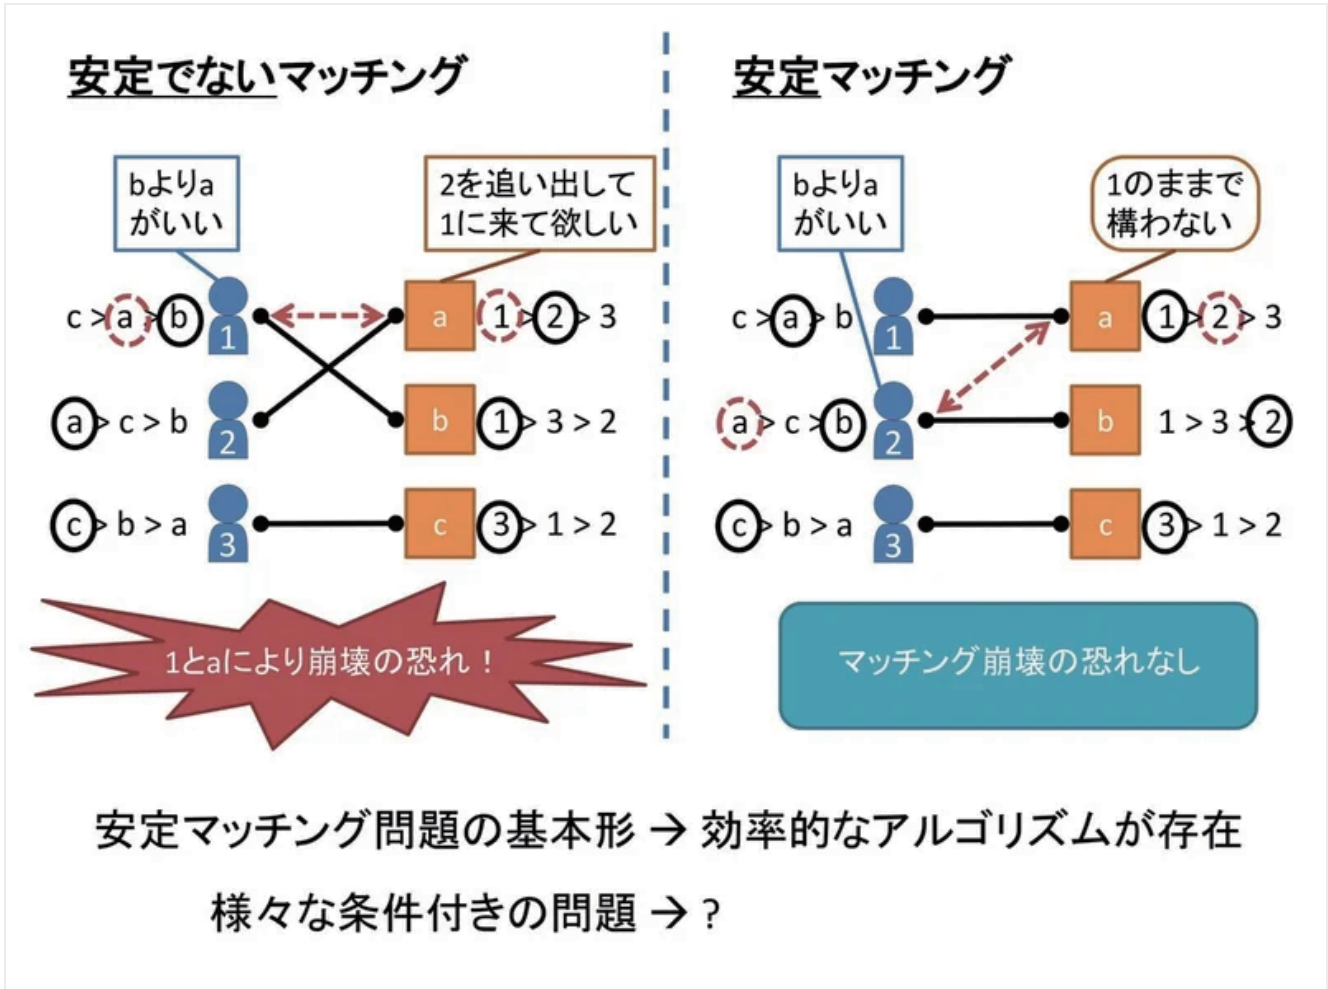 安定でないマッチング
bよりa
がいい
2を追い出して
1に来て欲しい
c > a > b
1
a
1 > 2 > 3
a > c > b
2
b
1 > 3 > 2
c > b > a
3
c
3 > 1 > 2
1とaにより崩壊の恐れ！
安定マッチング
bよりa
がいい
1のままで
構わない
c > a > b
1
a
1 > 2 > 3
a > c > b
2
b
1 > 3 > 2
c > b > a
3
c
3 > 1 > 2
マッチング崩壊の恐れなし
安定マッチング問題の基本形 → 効率的なアルゴリズムが存在
様々な条件付きの問題 → ?